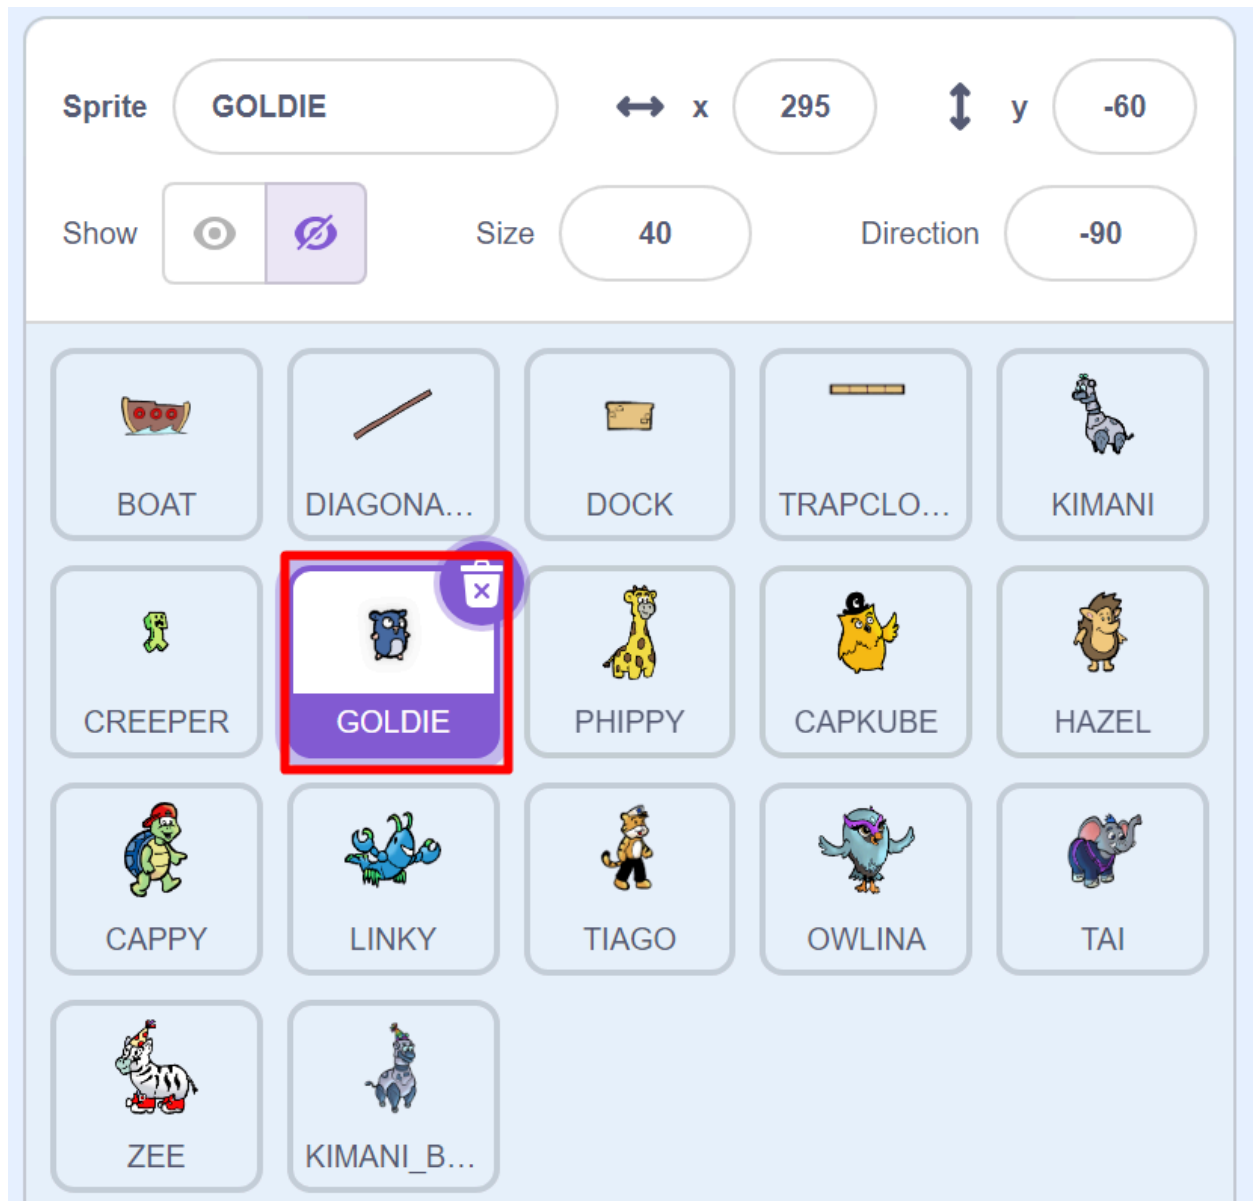 Sprite GOLDIE x 295 y -60
Show Size 40 Direction -90
BOAT DIAGONA... DOCK TRAPCLO... KIMANI
CREEPER GOLDIE PHIPPY CAPKUBE HAZEL
CAPPY LINKY TIAGO OWLINA TAI
ZEE KIMANI_B...